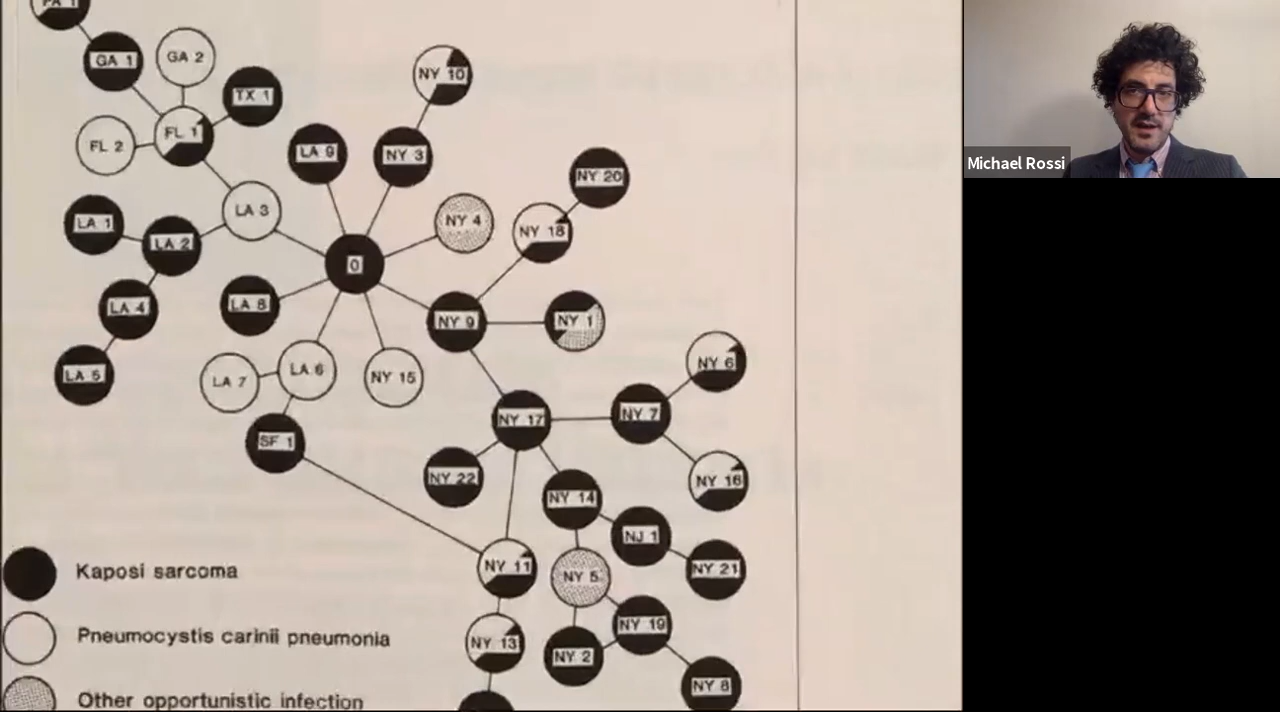 GA 1
GA 2
NY 10
TX 1
FL 1
FL 2
LA 9
NY 3
NY 20
LA 3
NY 4
LA 1
LA 2
NY 18
0
LA 4
LA 8
NY 9
NY 1
LA 5
LA 7
LA 6
NY 15
NY 6
NY 17
NY 7
SF 1
NY 22
NY 14
NY 16
NJ 1
NY 11
NY 5
NY 21
NY 13
NY 19
NY 2
NY 8
Kaposi sarcoma
Pneumocystis carinii pneumonia
Other opportunistic infection
Michael Rossi